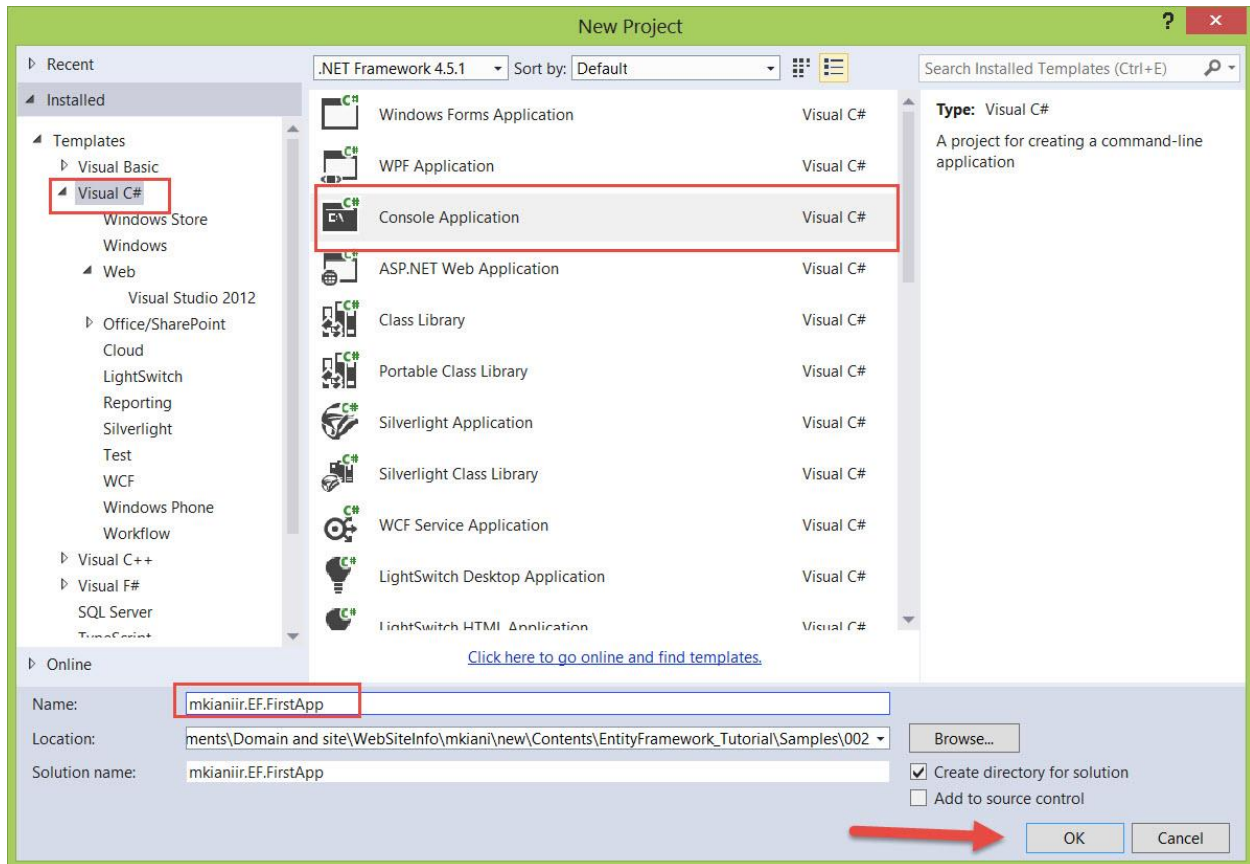 New Project
?
Recent
.NET Framework 4.5.1
Sort by: Default
Search Installed Templates (Ctrl+E)
Installed
Templates
Visual Basic
Visual C#
Windows Store
Windows
Web
Visual Studio 2012
Office/SharePoint
Cloud
LightSwitch
Reporting
Silverlight
Test
WCF
Windows Phone
Workflow
Visual C++
Visual F#
SQL Server
TypeScript
Online
C# Windows Forms Application Visual C#
C# WPF Application Visual C#
C# Console Application Visual C#
C# ASP.NET Web Application Visual C#
C# Class Library Visual C#
C# Portable Class Library Visual C#
C# Silverlight Application Visual C#
C# Silverlight Class Library Visual C#
C# WCF Service Application Visual C#
C# LightSwitch Desktop Application Visual C#
C# LightSwitch HTML Application Visual C#
Click here to go online and find templates.
Type: Visual C#
A project for creating a command-line
application
Name: mkianiir.EF.FirstApp
Location: ments\Domain and site\WebSiteInfo\mkiani\new\Contents\EntityFramework_Tutorial\Samples\002
Browse...
Solution name: mkianiir.EF.FirstApp
Create directory for solution
Add to source control
OK
Cancel